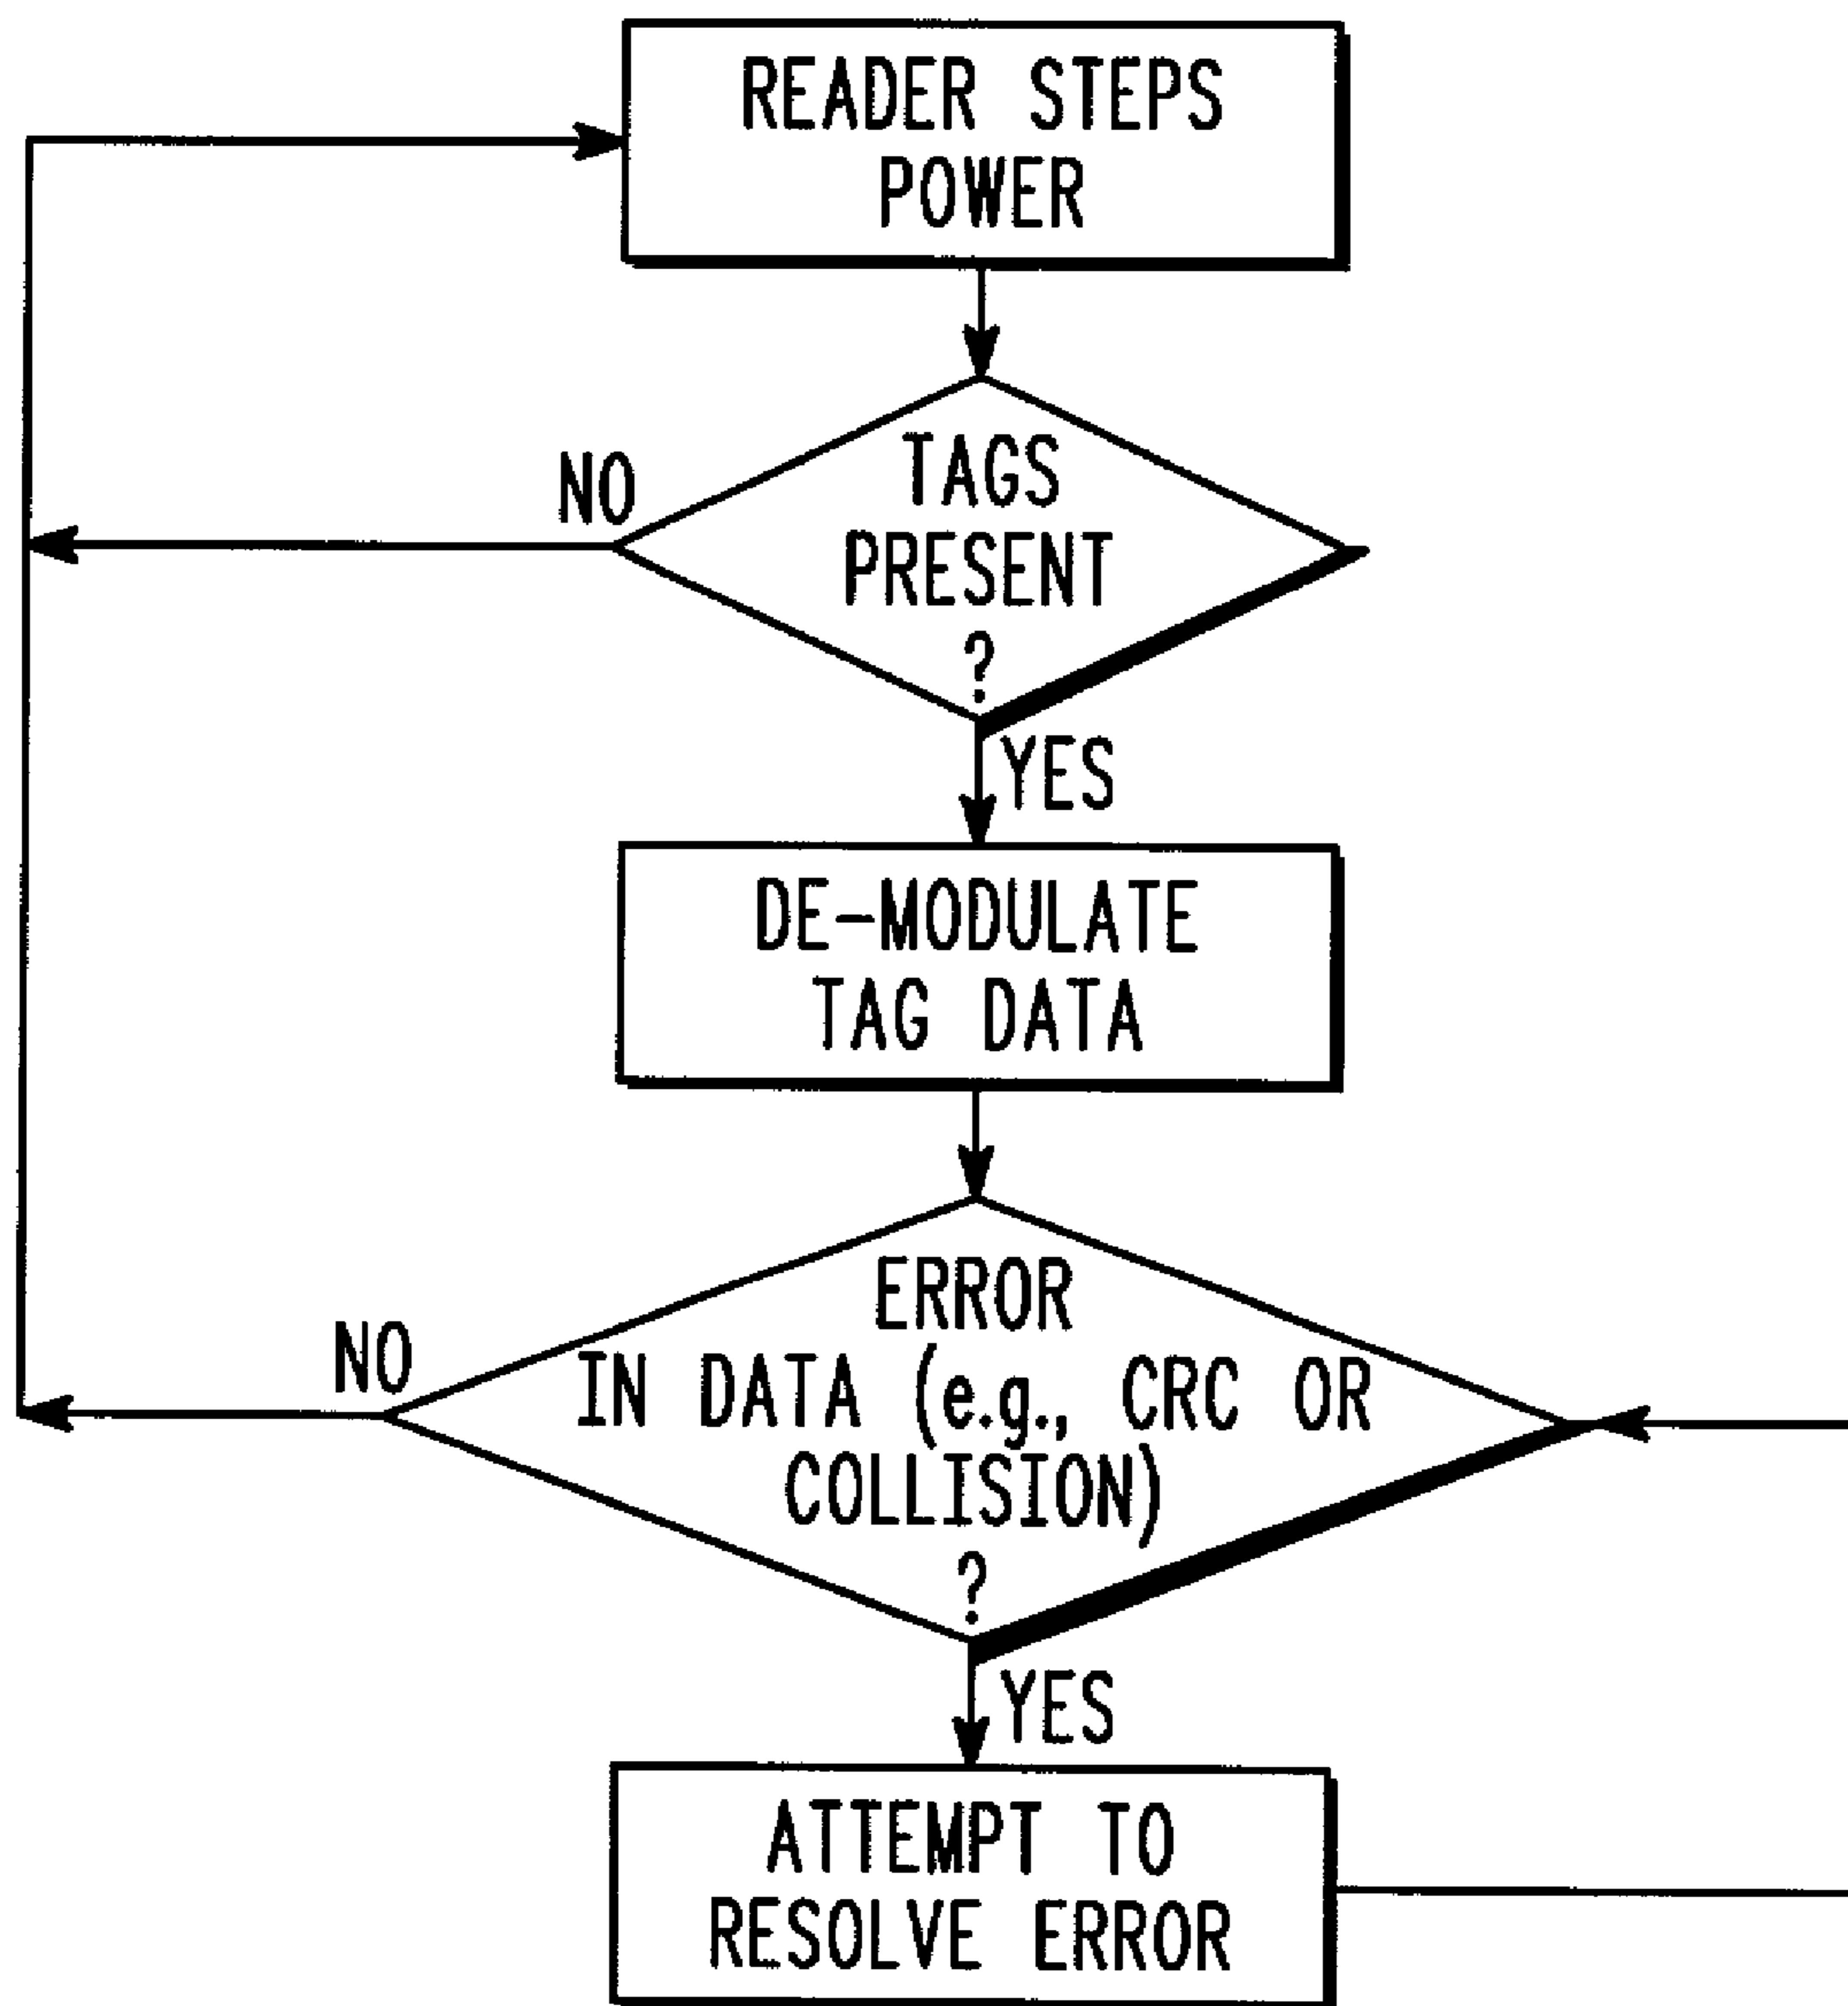 READER STEPS
POWER
NO
TAGS
PRESENT
?
YES
DE-MODULATE
TAG DATA
NO
ERROR
IN DATA (e.g., CRC OR
COLLISION)
?
YES
ATTEMPT TO
RESOLVE ERROR